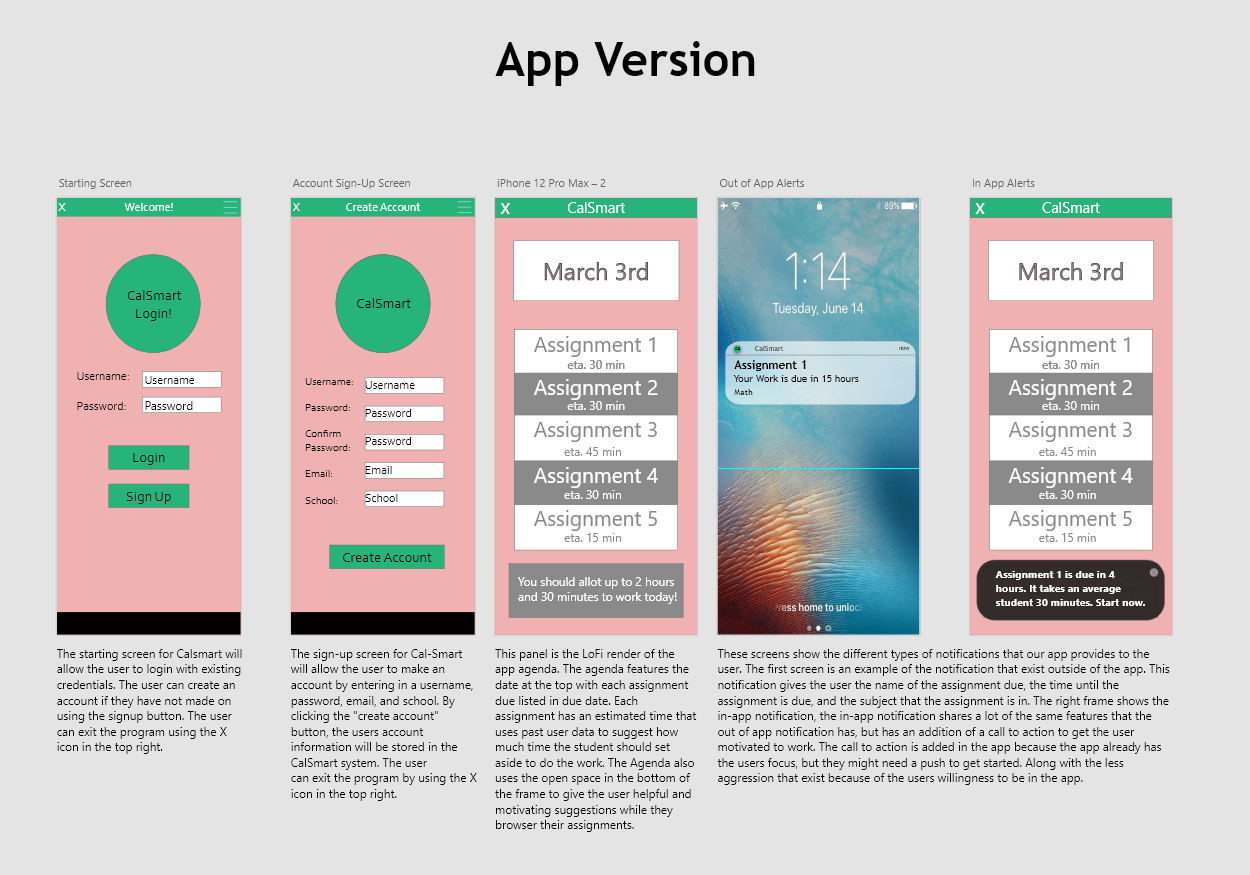 App Version
Starting Screen
X
Welcome!
CalSmart
Login!
Username:
Username
Password:
Password
Login
Sign Up
The starting screen for Calsmart will
allow the user to login with existing
credentials. The user can create an
account if they have not made on
using the signup button. The user
can exit the program using the X
icon in the top right.
Account Sign-Up Screen
X
Create Account
CalSmart
Username:
Username
Password:
Password
Confirm
Password:
Password
Email:
Email
School:
School
Create Account
The sign-up screen for Cal-Smart
will allow the user to make an
account by entering in a username,
password, email, and school. By
clicking the "create account"
button, the users account
information will be stored in the
CalSmart system. The user
can exit the program by using the X
icon in the top right.
iPhone 12 Pro Max – 2
X
CalSmart
March 3rd
Assignment 1
eta. 30 min
Assignment 2
eta. 30 min
Assignment 3
eta. 45 min
Assignment 4
eta. 30 min
Assignment 5
eta. 15 min
You should allot up to 2 hours
and 30 minutes to work today!
This panel is the LoFi render of the
app agenda. The agenda features the
date at the top with each assignment
due listed in due date. Each
assignment has an estimated time that
uses past user data to suggest how
much time the student should set
aside to do the work. The Agenda also
uses the open space in the bottom of
the frame to give the user helpful and
motivating suggestions while they
browser their assignments.
Out of App Alerts
89%
1:14
Tuesday, June 14
CalSmart
now
Assignment 1
Your Work is due in 15 hours
Math
ress home to unloc
In App Alerts
X
CalSmart
March 3rd
Assignment 1
eta. 30 min
Assignment 2
eta. 30 min
Assignment 3
eta. 45 min
Assignment 4
eta. 30 min
Assignment 5
eta. 15 min
Assignment 1 is due in 4
hours. It takes an average
student 30 minutes. Start now.
These screens show the different types of notifications that our app provides to the
user. The first screen is an example of the notification that exist outside of the app. This
notification gives the user the name of the assignment due, the time until the
assignment is due, and the subject that the assignment is in. The right frame shows the
in-app notification, the in-app notification shares a lot of the same features that the
out of app notification has, but has an addition of a call to action to get the user
motivated to work. The call to action is added in the app because the app already has
the users focus, but they might need a push to get started. Along with the less
aggression that exist because of the users willingness to be in the app.